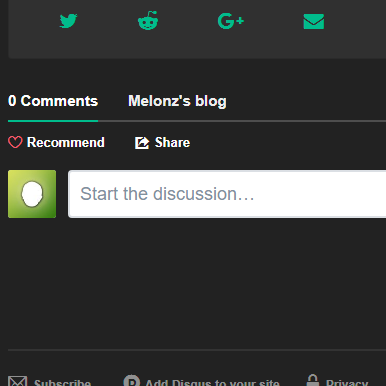 0 Comments Melonz's blog
Recommend Share
Start the discussion…
Subscribe Add Disqus to your site Privacy